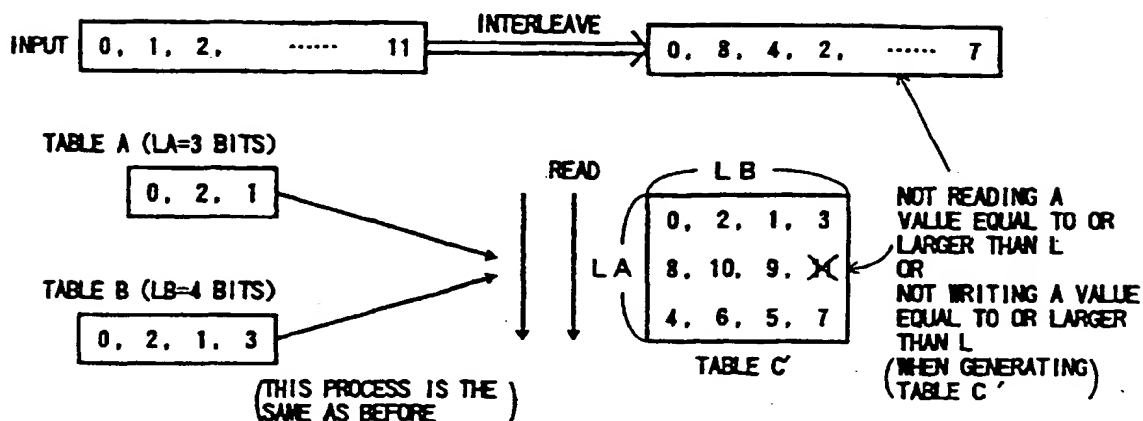 INTERLEAVE
INPUT 0, 1, 2, ······ 11
0, 8, 4, 2, ······ 7
TABLE A (LA=3 BITS)
0, 2, 1
TABLE B (LB=4 BITS)
0, 2, 1, 3
(THIS PROCESS IS THE
SAME AS BEFORE)
READ
LB
LA
0, 2, 1, 3
8, 10, 9,
4, 6, 5, 7
TABLE C'
NOT READING A
VALUE EQUAL TO OR
LARGER THAN L
OR
NOT WRITING A VALUE
EQUAL TO OR LARGER
THAN L
(WHEN GENERATING
TABLE C')